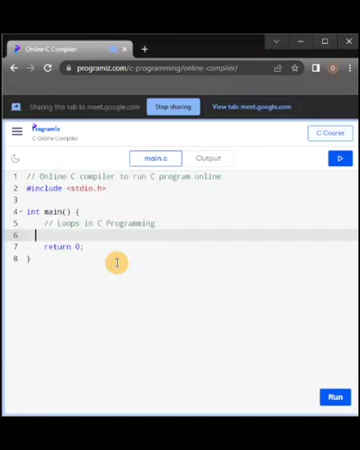 Online C Compiler
programiz.com/c-programming/online-compiler/
Sharing this tab to meet.google.com
Stop sharing
View tab: meet.google.com
Programiz
C Online Compiler
C Course
main.c
Output
1 // Online C compiler to run C program online
2 #include <stdio.h>
3
4 int main() {
5 // Loops in C Programming
6
7 return 0;
8 }
Run